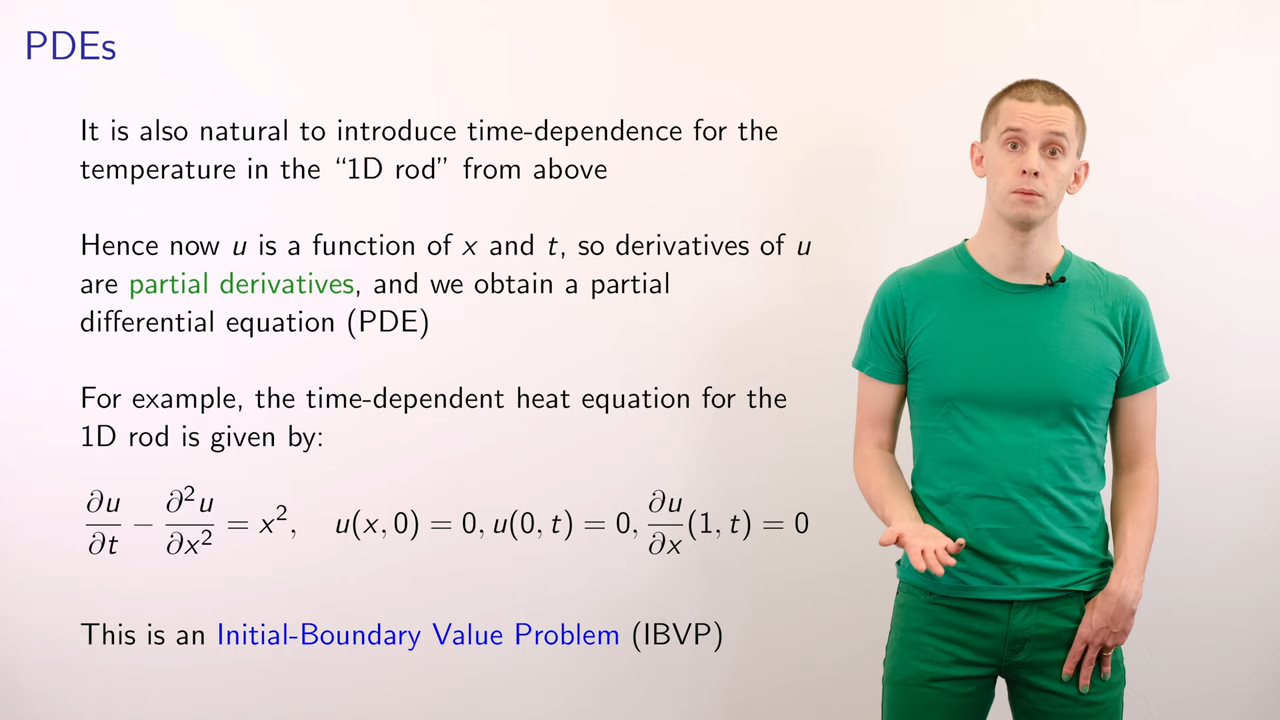 PDEs
It is also natural to introduce time-dependence for the
temperature in the “1D rod” from above
Hence now u is a function of x and t, so derivatives of u
are partial derivatives, and we obtain a partial
differential equation (PDE)
For example, the time-dependent heat equation for the
1D rod is given by:
∂u/∂t − ∂²u/∂x² = x², u(x, 0) = 0, u(0, t) = 0, ∂u/∂x(1, t) = 0
This is an Initial-Boundary Value Problem (IBVP)